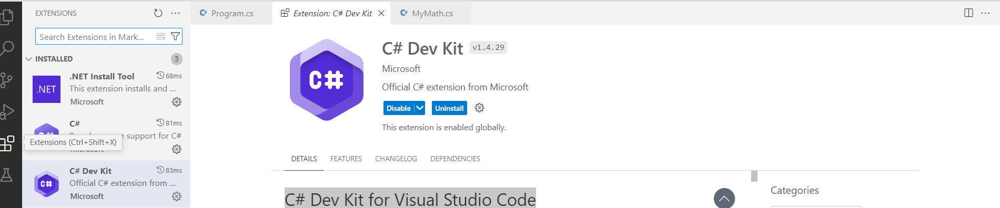 EXTENSIONS
Search Extensions in Mark...
INSTALLED
3
.NET
.NET Install Tool
68ms
This extension installs and ...
Microsoft
C#
81ms
e support for C#
Extensions (Ctrl+Shift+X)
Microsoft
C#
C# Dev Kit
83ms
Official C# extension from ...
Microsoft
C# Program.cs
Extension: C# Dev Kit
C# MyMath.cs
C#
C# Dev Kit
v1.4.29
Microsoft
Official C# extension from Microsoft
Disable
Uninstall
This extension is enabled globally.
DETAILS
FEATURES
CHANGELOG
DEPENDENCIES
C# Dev Kit for Visual Studio Code
Categories